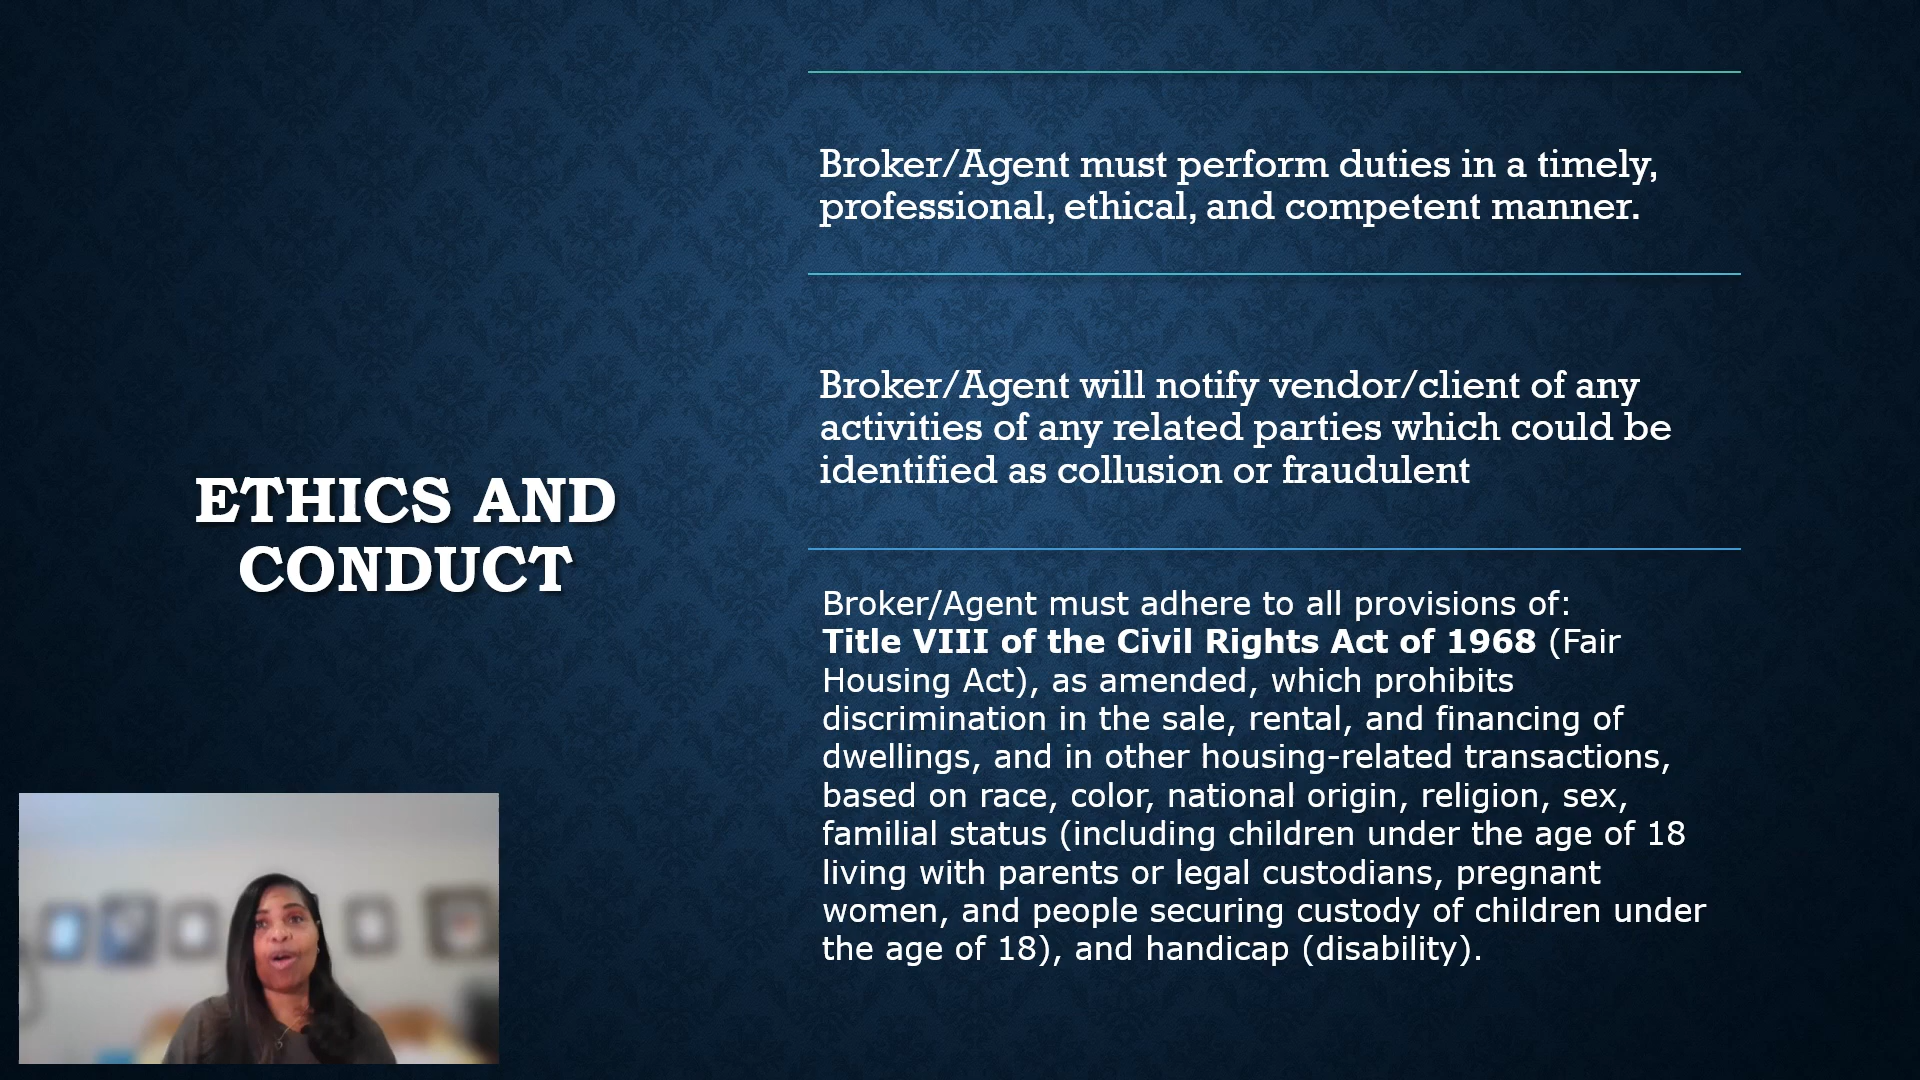 ETHICS AND
CONDUCT
Broker/Agent must perform duties in a timely,
professional, ethical, and competent manner.
Broker/Agent will notify vendor/client of any
activities of any related parties which could be
identified as collusion or fraudulent
Broker/Agent must adhere to all provisions of:
Title VIII of the Civil Rights Act of 1968 (Fair
Housing Act), as amended, which prohibits
discrimination in the sale, rental, and financing of
dwellings, and in other housing-related transactions,
based on race, color, national origin, religion, sex,
familial status (including children under the age of 18
living with parents or legal custodians, pregnant
women, and people securing custody of children under
the age of 18), and handicap (disability).